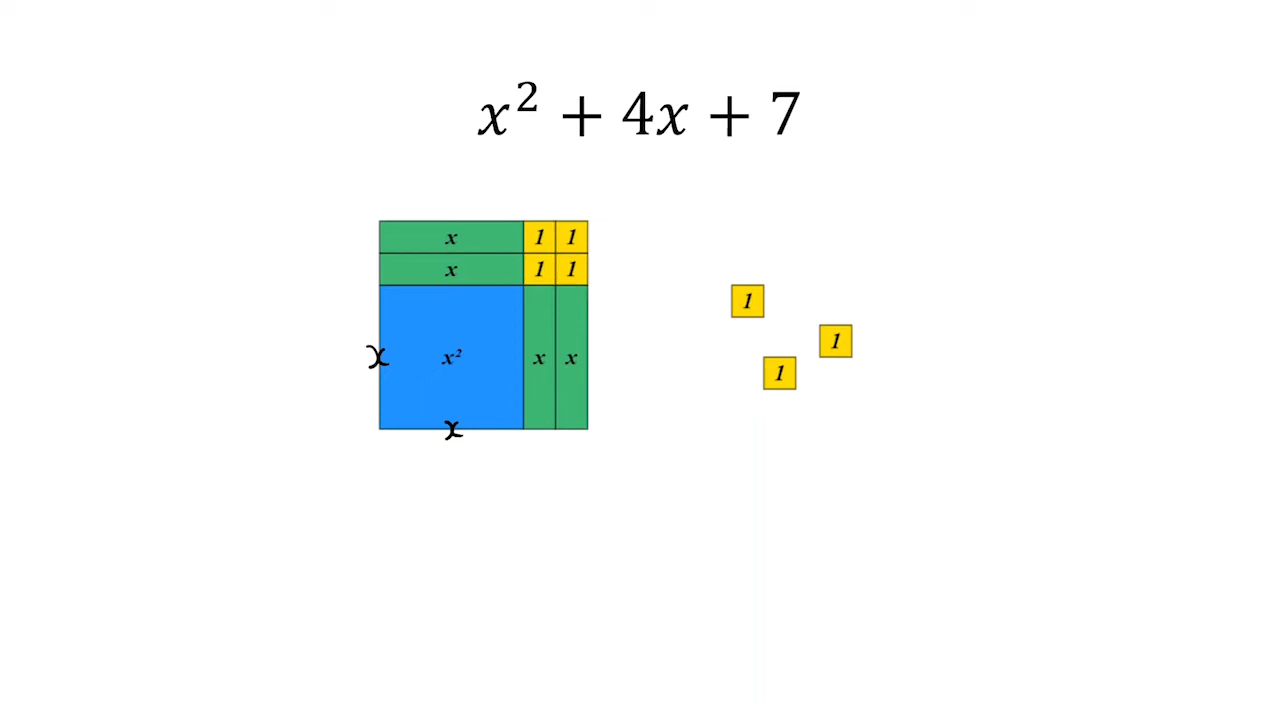 x² + 4x + 7
x 1 1
x 1 1
1
1
x x² x x
1
x